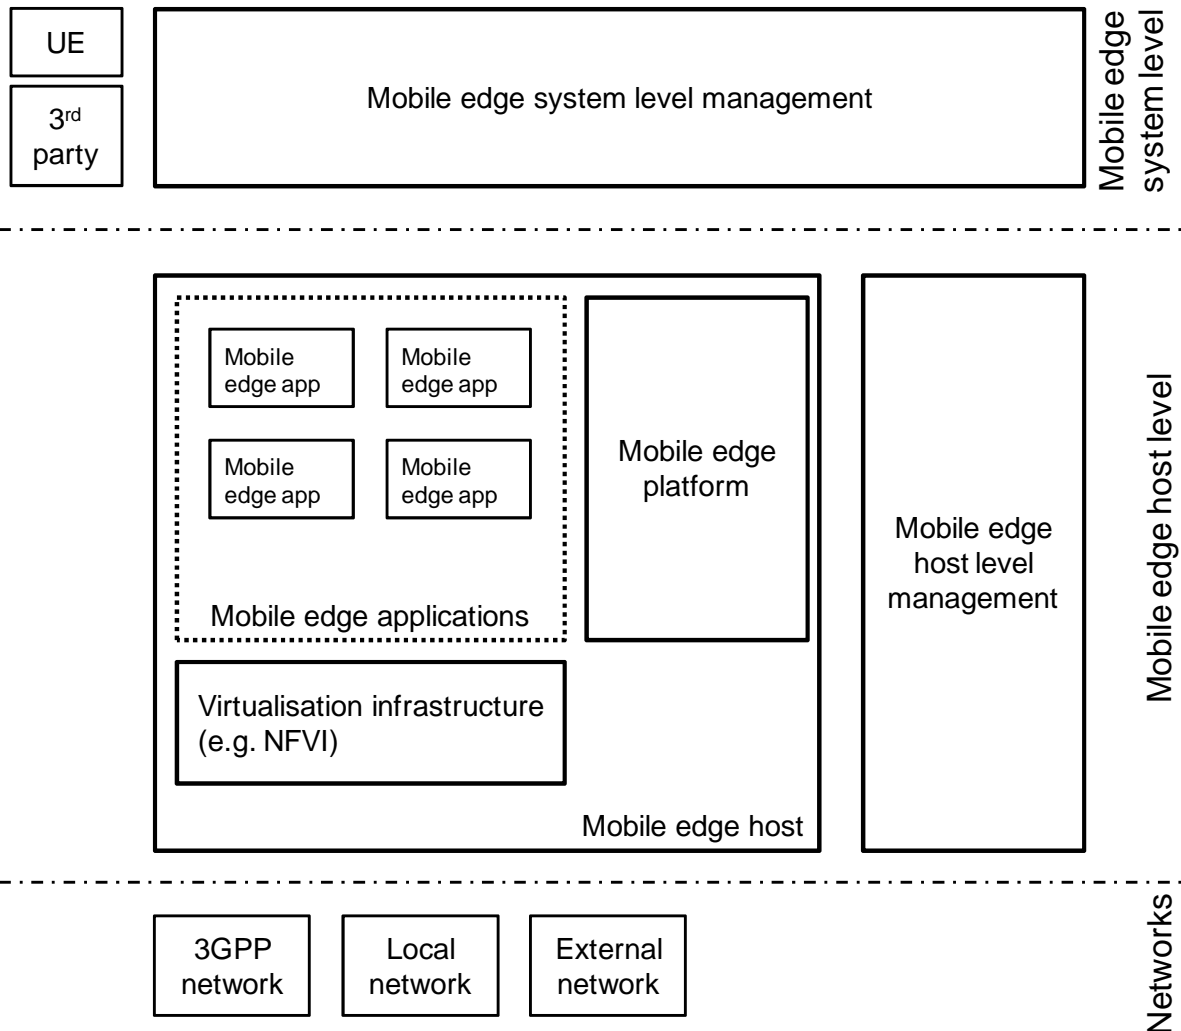 UE
3rd
party
Mobile edge system level management
Mobile edge
system level
Mobile
edge app
Mobile
edge app
Mobile
edge app
Mobile
edge app
Mobile edge applications
Mobile edge
platform
Virtualisation infrastructure
(e.g. NFVI)
Mobile edge host
Mobile edge
host level
management
Mobile edge host level
3GPP
network
Local
network
External
network
Networks